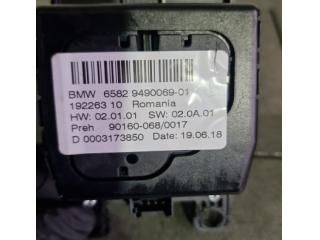 BMW 6582 9490069-01
192263 10 Romania
HW: 02.01.01 SW: 02.0A.01
Preh 90160-068/0017
D 0003173850 Date: 19.06.18